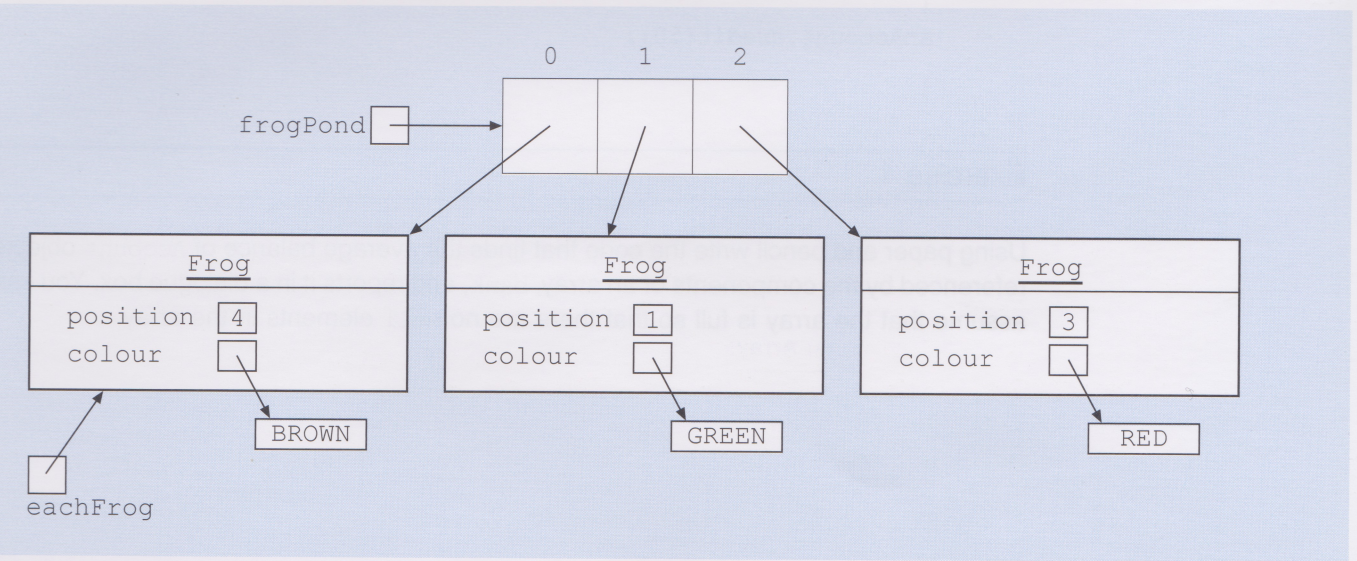 0 1 2
frogPond
Frog
position 4
colour
BROWN
Frog
position 1
colour
GREEN
Frog
position 3
colour
RED
eachFrog